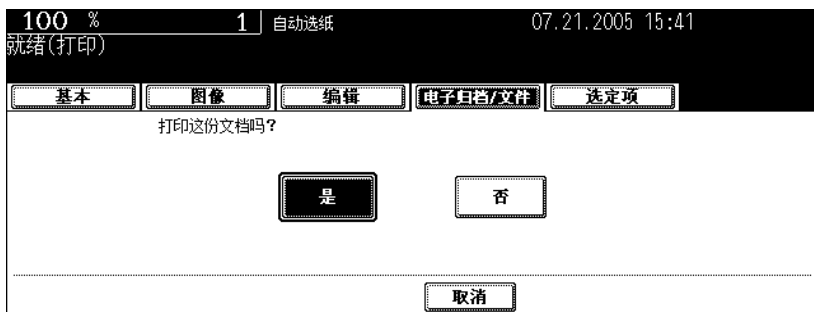 100 % 1 自动选纸 07.21.2005 15:41
就绪(打印)
基本 图像 编辑 电子归档/文件 选定项
打印这份文档吗?
是 否
取消